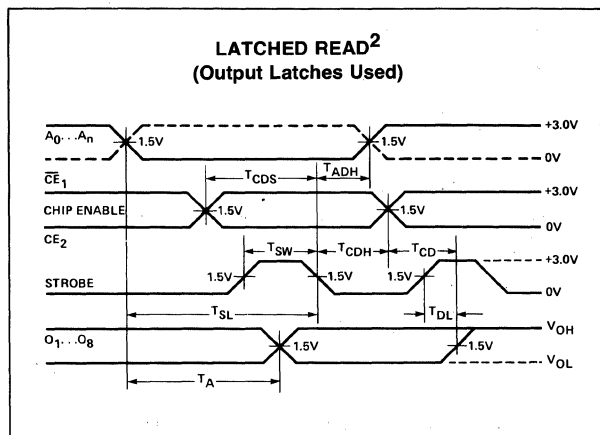 LATCHED READ2
(Output Latches Used)
A0...An
1.5V
1.5V
+3.0V
0V
TCDS
TADH
CE1
CHIP ENABLE
CE2
1.5V
1.5V
+3.0V
0V
TSW
TCDH
TCD
STROBE
1.5V
1.5V
1.5V
+3.0V
0V
TSL
TDL
O1...O8
1.5V
1.5V
VOH
VOL
TA